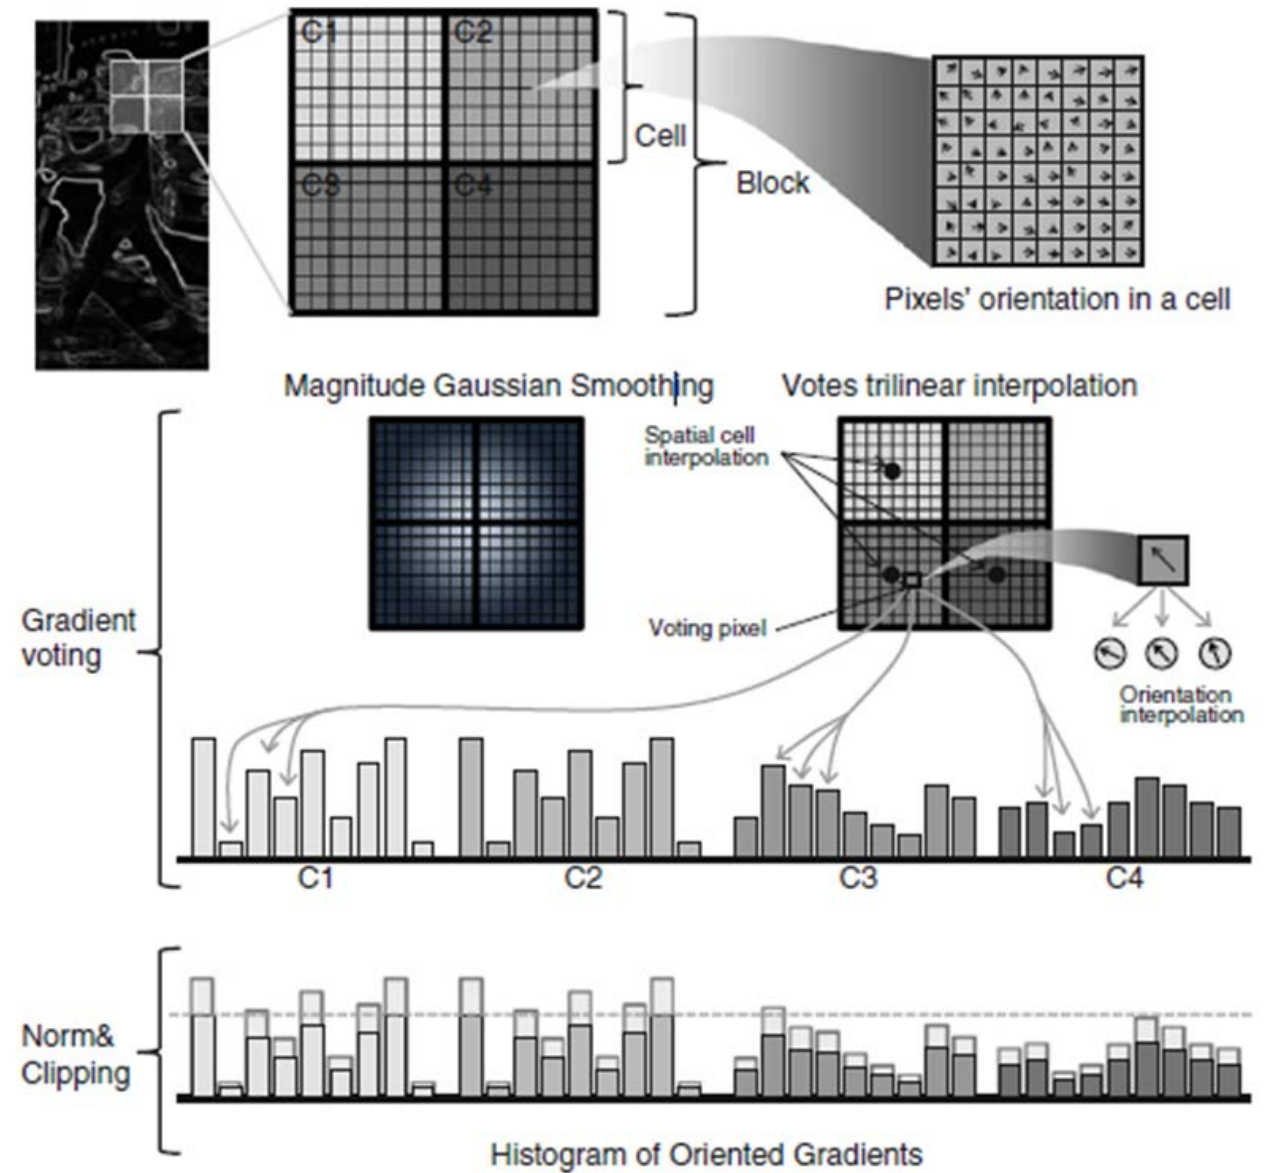 C1
C2
C3
C4
Cell
Block
Pixels' orientation in a cell
Magnitude Gaussian Smoothing
Votes trilinear interpolation
Spatial cell
interpolation
Voting pixel
Orientation
interpolation
Gradient
voting
C1
C2
C3
C4
Norm&
Clipping
Histogram of Oriented Gradients